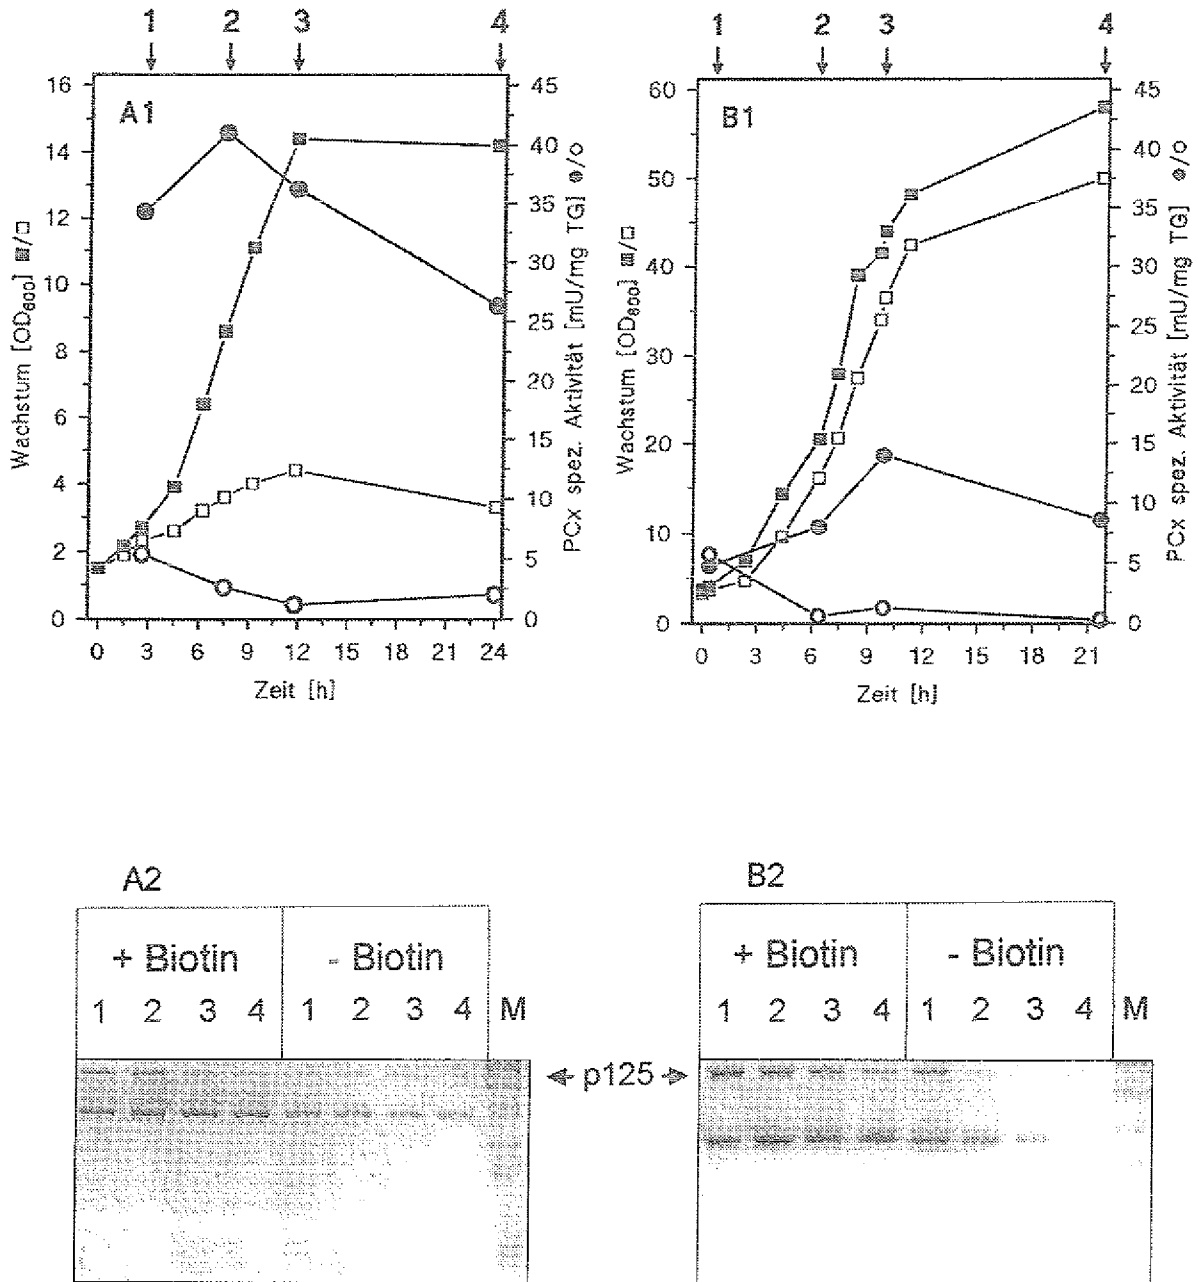 1 2 3 4
1 2 3 4
A1
B1
16
14
12
10
8
6
4
2
0
Wachstum [OD600] ■/□
45
40
35
30
25
20
15
10
5
0
PCx spez. Aktivität [mU/mg TG] ●/o
0 3 6 9 12 15 18 21 24
Zeit [h]
60
50
40
30
20
10
0
Wachstum [OD600] ■/□
45
40
35
30
25
20
15
10
5
0
PCx spez. Aktivität [mU/mg TG] ●/o
0 3 6 9 12 15 18 21
Zeit [h]
A2
+ Biotin - Biotin
1 2 3 4 1 2 3 4 M
B2
+ Biotin - Biotin
1 2 3 4 1 2 3 4 M
p125